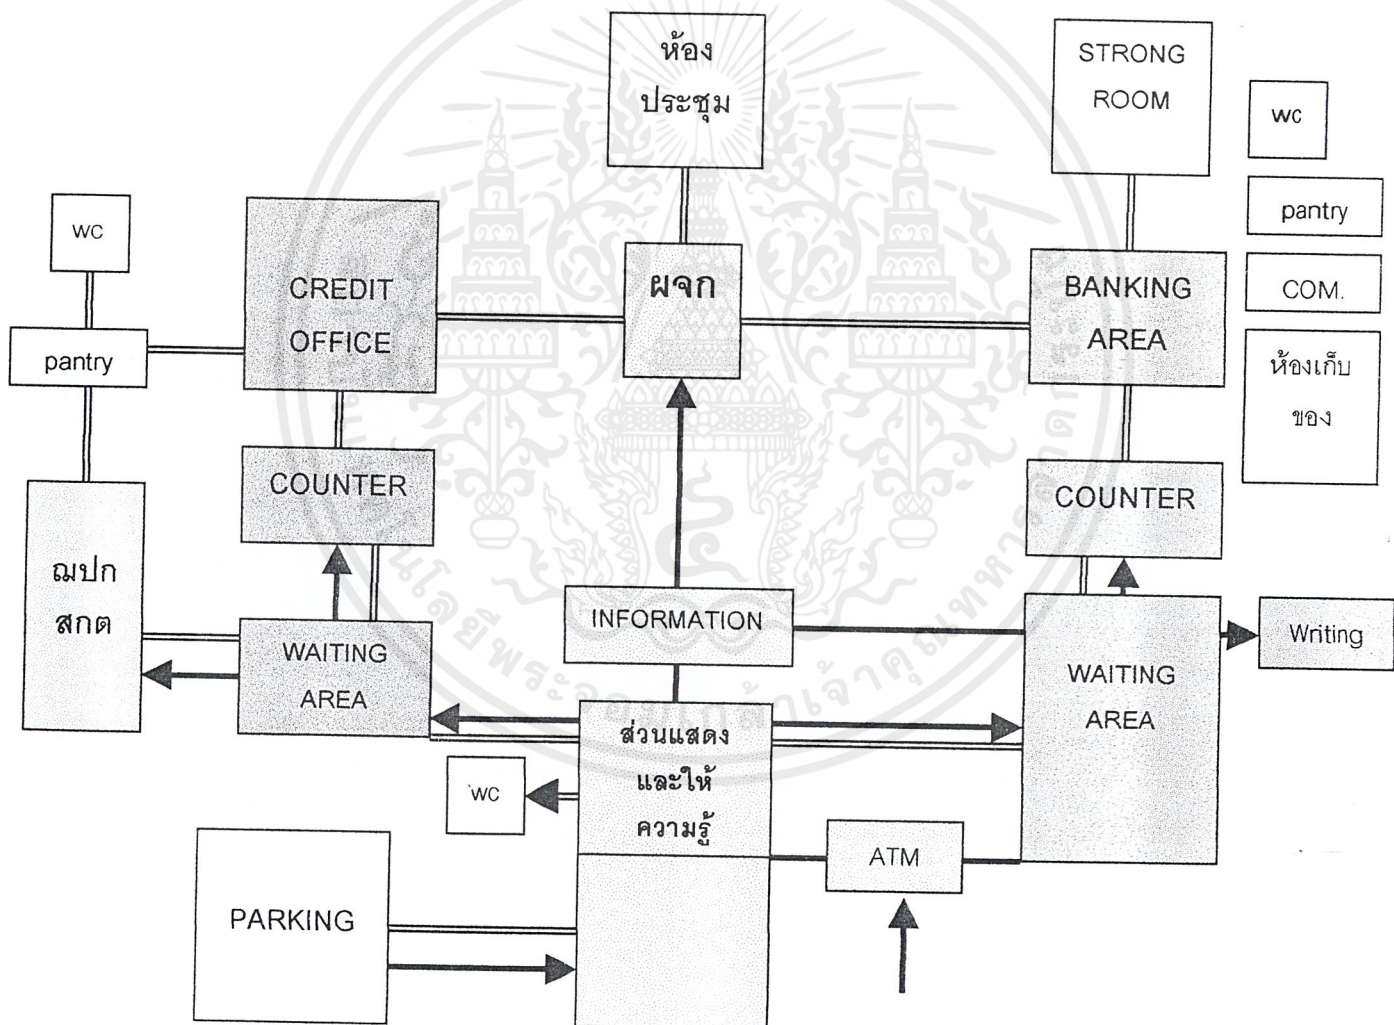 ห้อง
ประชุม
STRONG
ROOM
wc
pantry
COM.
ห้องเก็บ
ของ
wc
pantry
CREDIT
OFFICE
ผจก
BANKING
AREA
COUNTER
COUNTER
ฌปก
สกต
INFORMATION
WAITING
AREA
WAITING
AREA
Writing
ส่วนแสดง
และให้
ความรู้
wc
ATM
PARKING